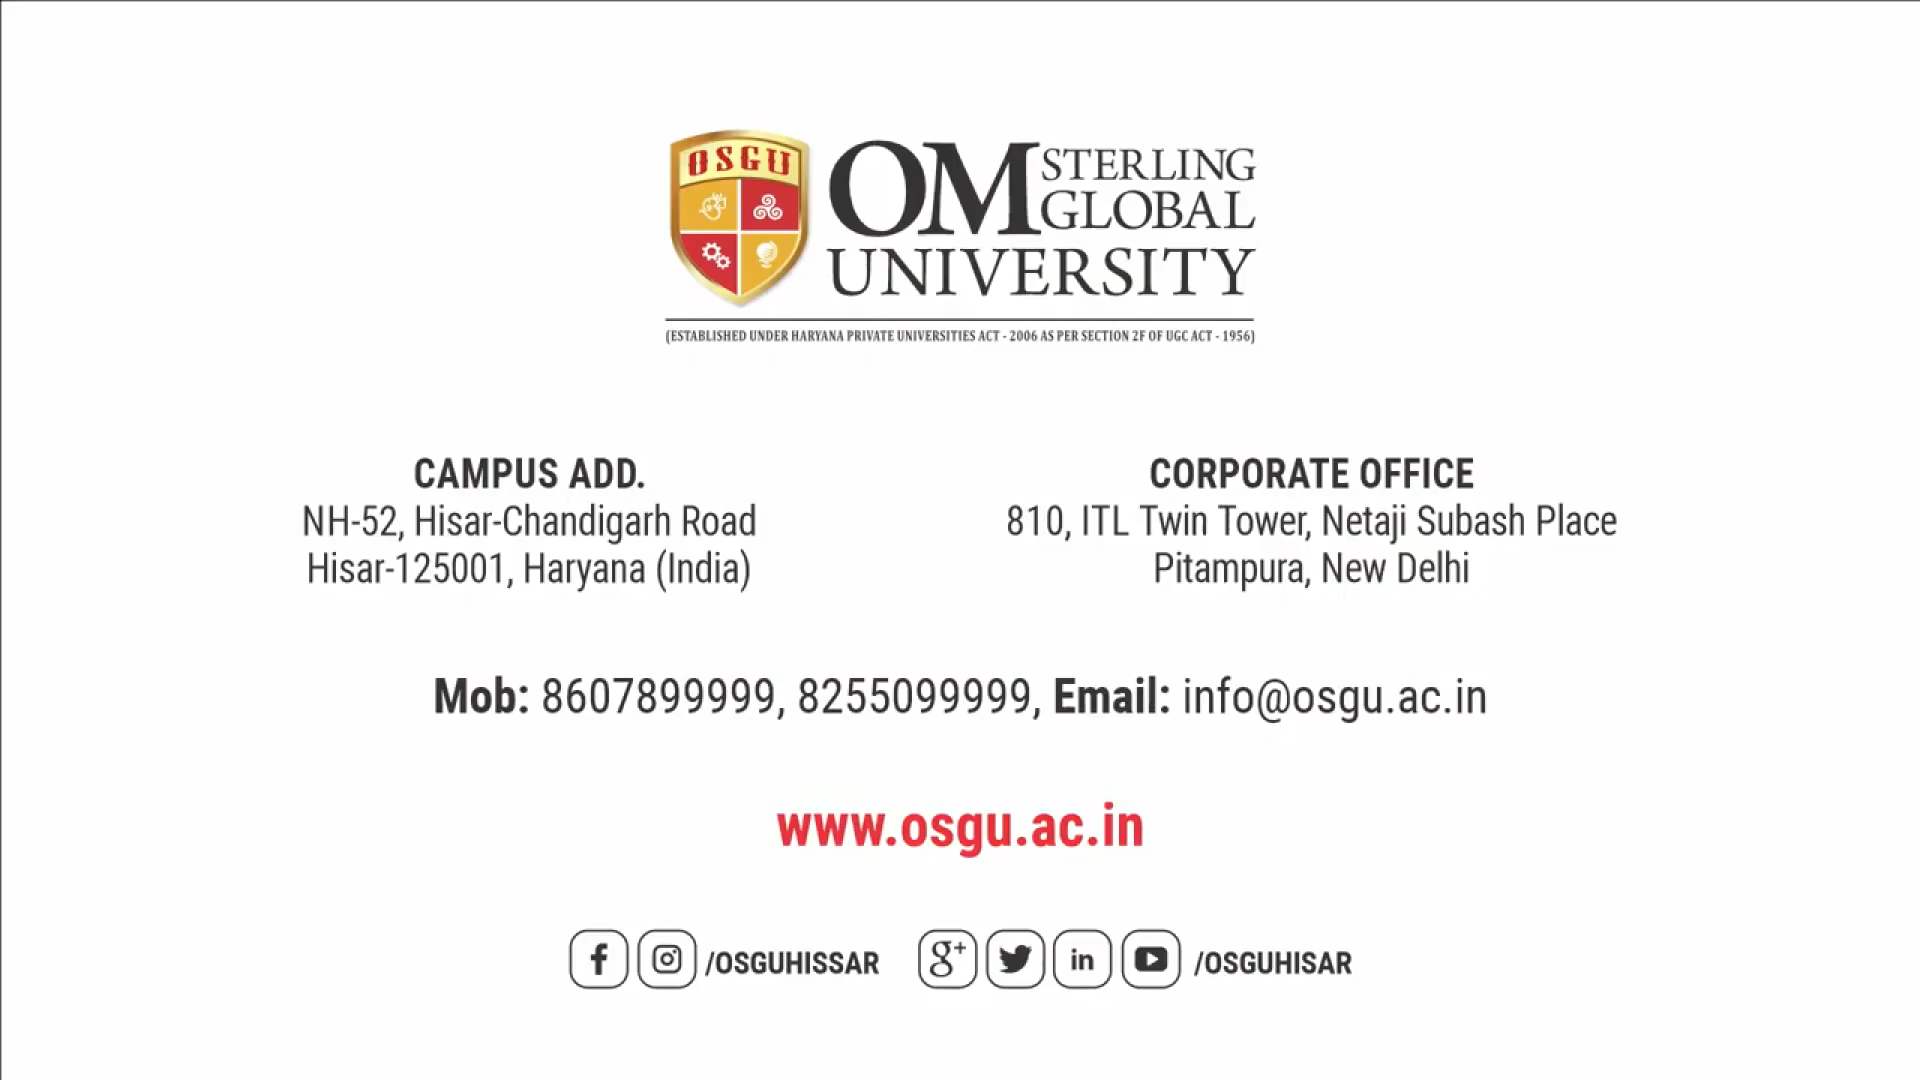 OSGU
OM STERLING
GLOBAL
UNIVERSITY
(ESTABLISHED UNDER HARYANA PRIVATE UNIVERSITIES ACT - 2006 AS PER SECTION 2F OF UGC ACT - 1956)
CAMPUS ADD.
NH-52, Hisar-Chandigarh Road
Hisar-125001, Haryana (India)
CORPORATE OFFICE
810, ITL Twin Tower, Netaji Subash Place
Pitampura, New Delhi
Mob: 8607899999, 8255099999, Email: info@osgu.ac.in
www.osgu.ac.in
/OSGUHISSAR /OSGUHISAR